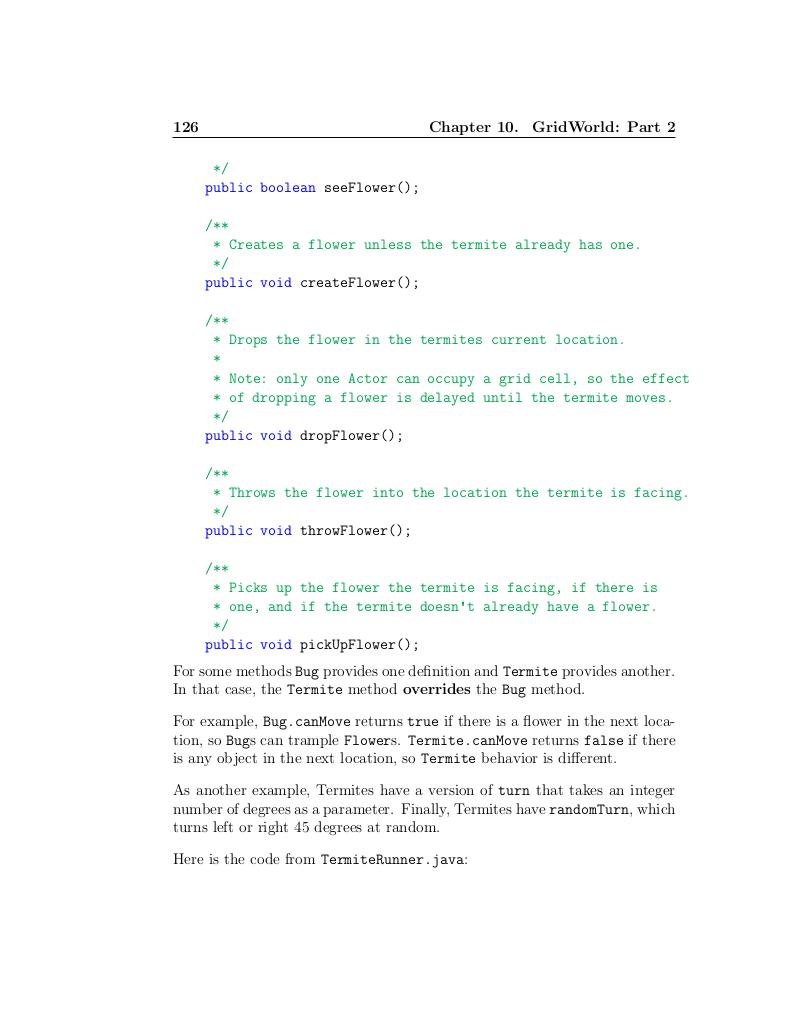 126 Chapter 10. GridWorld: Part 2
*/
public boolean seeFlower();
/**
* Creates a flower unless the termite already has one.
*/
public void createFlower();
/**
* Drops the flower in the termites current location.
*
* Note: only one Actor can occupy a grid cell, so the effect
* of dropping a flower is delayed until the termite moves.
*/
public void dropFlower();
/**
* Throws the flower into the location the termite is facing.
*/
public void throwFlower();
/**
* Picks up the flower the termite is facing, if there is
* one, and if the termite doesn't already have a flower.
*/
public void pickUpFlower();
For some methods Bug provides one definition and Termite provides another.
In that case, the Termite method overrides the Bug method.
For example, Bug.canMove returns true if there is a flower in the next loca-
tion, so Bugs can trample Flowers. Termite.canMove returns false if there
is any object in the next location, so Termite behavior is different.
As another example, Termites have a version of turn that takes an integer
number of degrees as a parameter. Finally, Termites have randomTurn, which
turns left or right 45 degrees at random.
Here is the code from TermiteRunner.java: